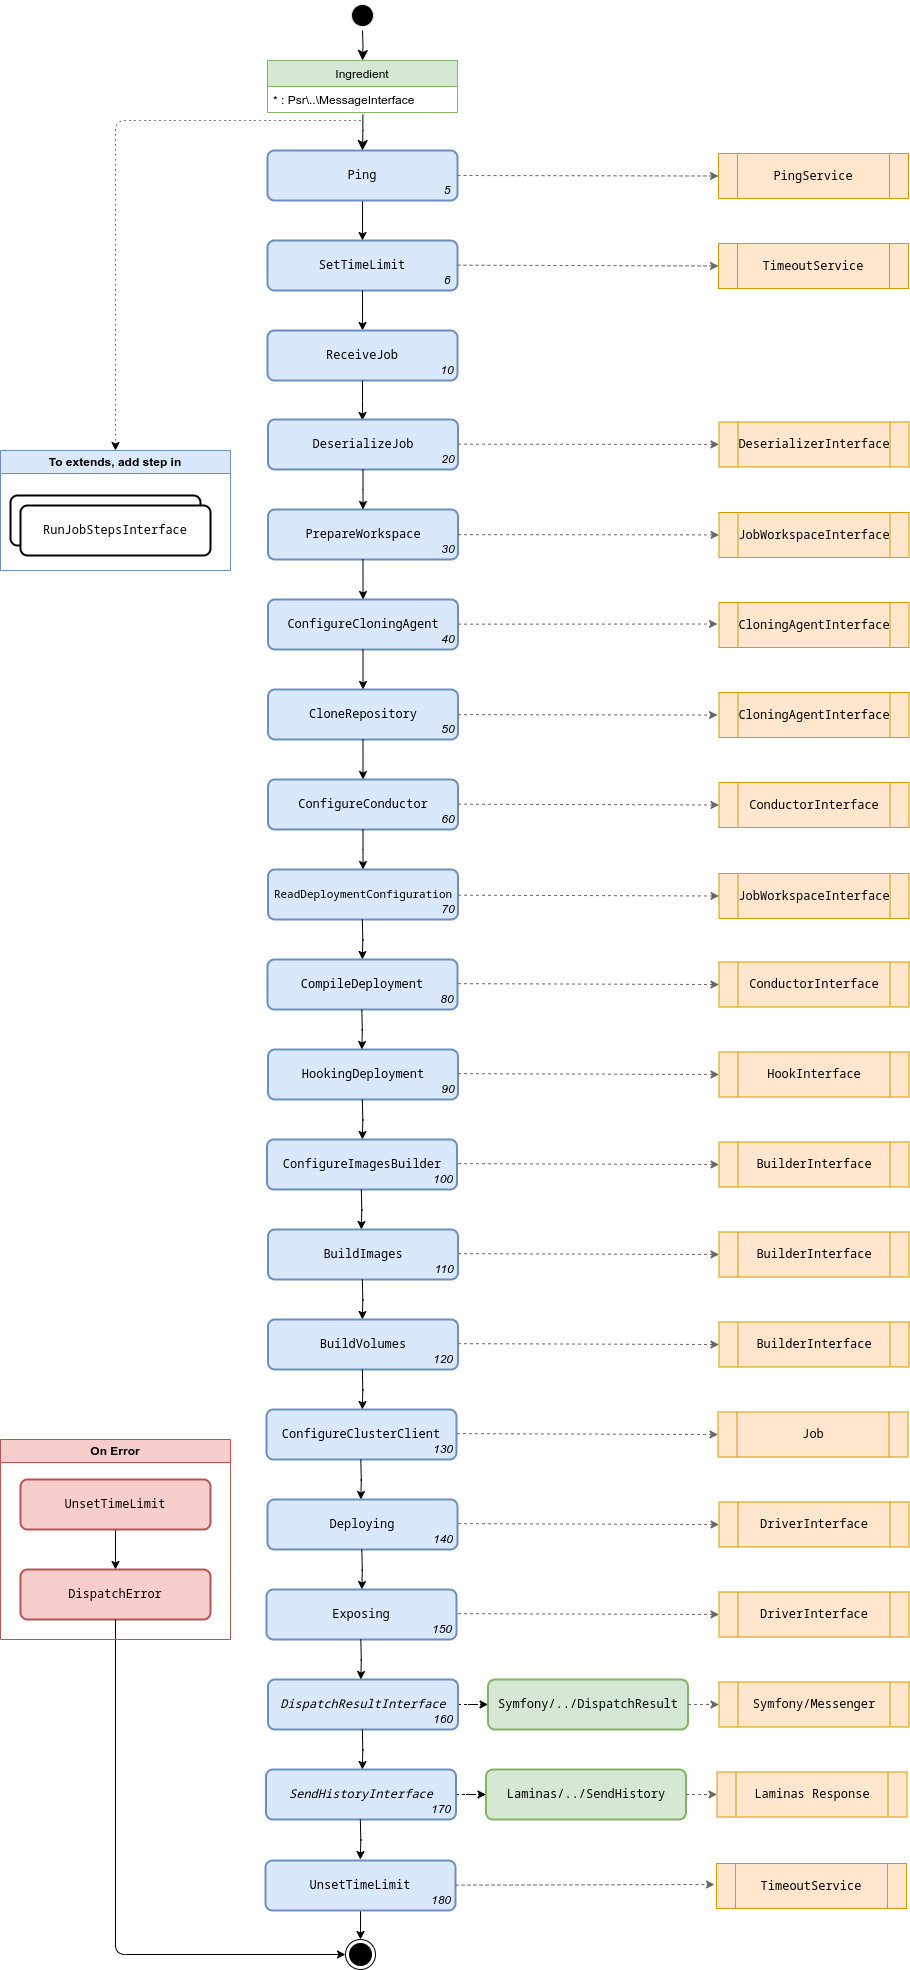 Ingredient
* : Psr\..\MessageInterface
Ping
5
PingService
SetTimeLimit
6
TimeoutService
ReceiveJob
10
DeserializeJob
20
DeserializerInterface
To extends, add step in
RunJobStepsInterface
PrepareWorkspace
30
JobWorkspaceInterface
ConfigureCloningAgent
40
CloningAgentInterface
CloneRepository
50
CloningAgentInterface
ConfigureConductor
60
ConductorInterface
ReadDeploymentConfiguration
70
JobWorkspaceInterface
CompileDeployment
80
ConductorInterface
HookingDeployment
90
HookInterface
ConfigureImagesBuilder
100
BuilderInterface
BuildImages
110
BuilderInterface
BuildVolumes
120
BuilderInterface
ConfigureClusterClient
130
Job
On Error
UnsetTimeLimit
DispatchError
Deploying
140
DriverInterface
Exposing
150
DriverInterface
DispatchResultInterface
160
Symfony/../DispatchResult
Symfony/Messenger
SendHistoryInterface
170
Laminas/../SendHistory
Laminas Response
UnsetTimeLimit
180
TimeoutService